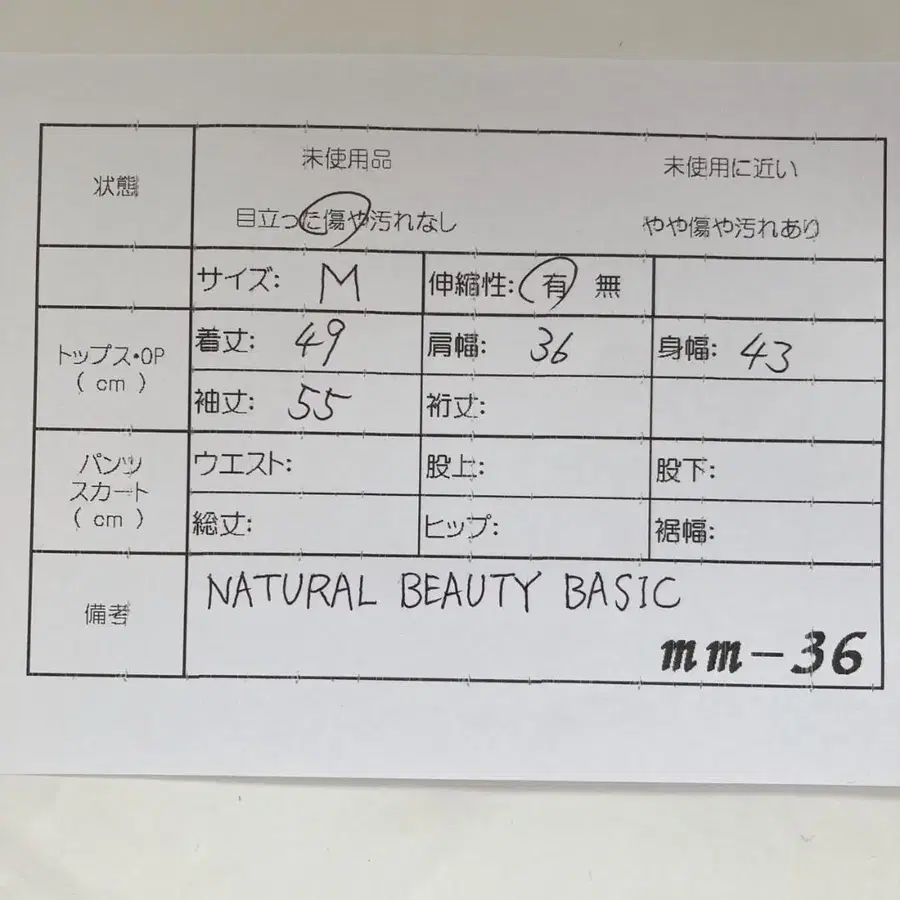 状態
未使用品 未使用に近い
目立った傷や汚れなし やや傷や汚れあり
サイズ: M 伸縮性: 有 無
トップス・OP
( cm )
着丈: 49 肩幅: 36 身幅: 43
袖丈: 55 裄丈:
パンツ
スカート
( cm )
ウエスト: 股上: 股下:
総丈: ヒップ: 裾幅:
備考
NATURAL BEAUTY BASIC
mm-36